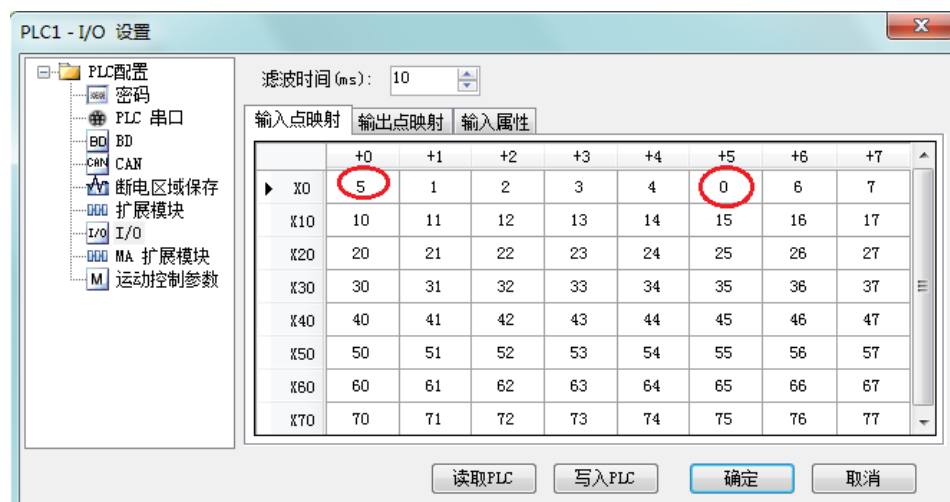 PLC1 - I/O 设置
PLC配置
密码
PLC 串口
BD BD
CAN CAN
断电区域保存
扩展模块
I/O I/O
MA 扩展模块
M 运动控制参数
滤波时间(ms): 10
输入点映射 输出点映射 输入属性
+0 +1 +2 +3 +4 +5 +6 +7
X0 5 1 2 3 4 0 6 7
X10 10 11 12 13 14 15 16 17
X20 20 21 22 23 24 25 26 27
X30 30 31 32 33 34 35 36 37
X40 40 41 42 43 44 45 46 47
X50 50 51 52 53 54 55 56 57
X60 60 61 62 63 64 65 66 67
X70 70 71 72 73 74 75 76 77
读取PLC 写入PLC 确定 取消